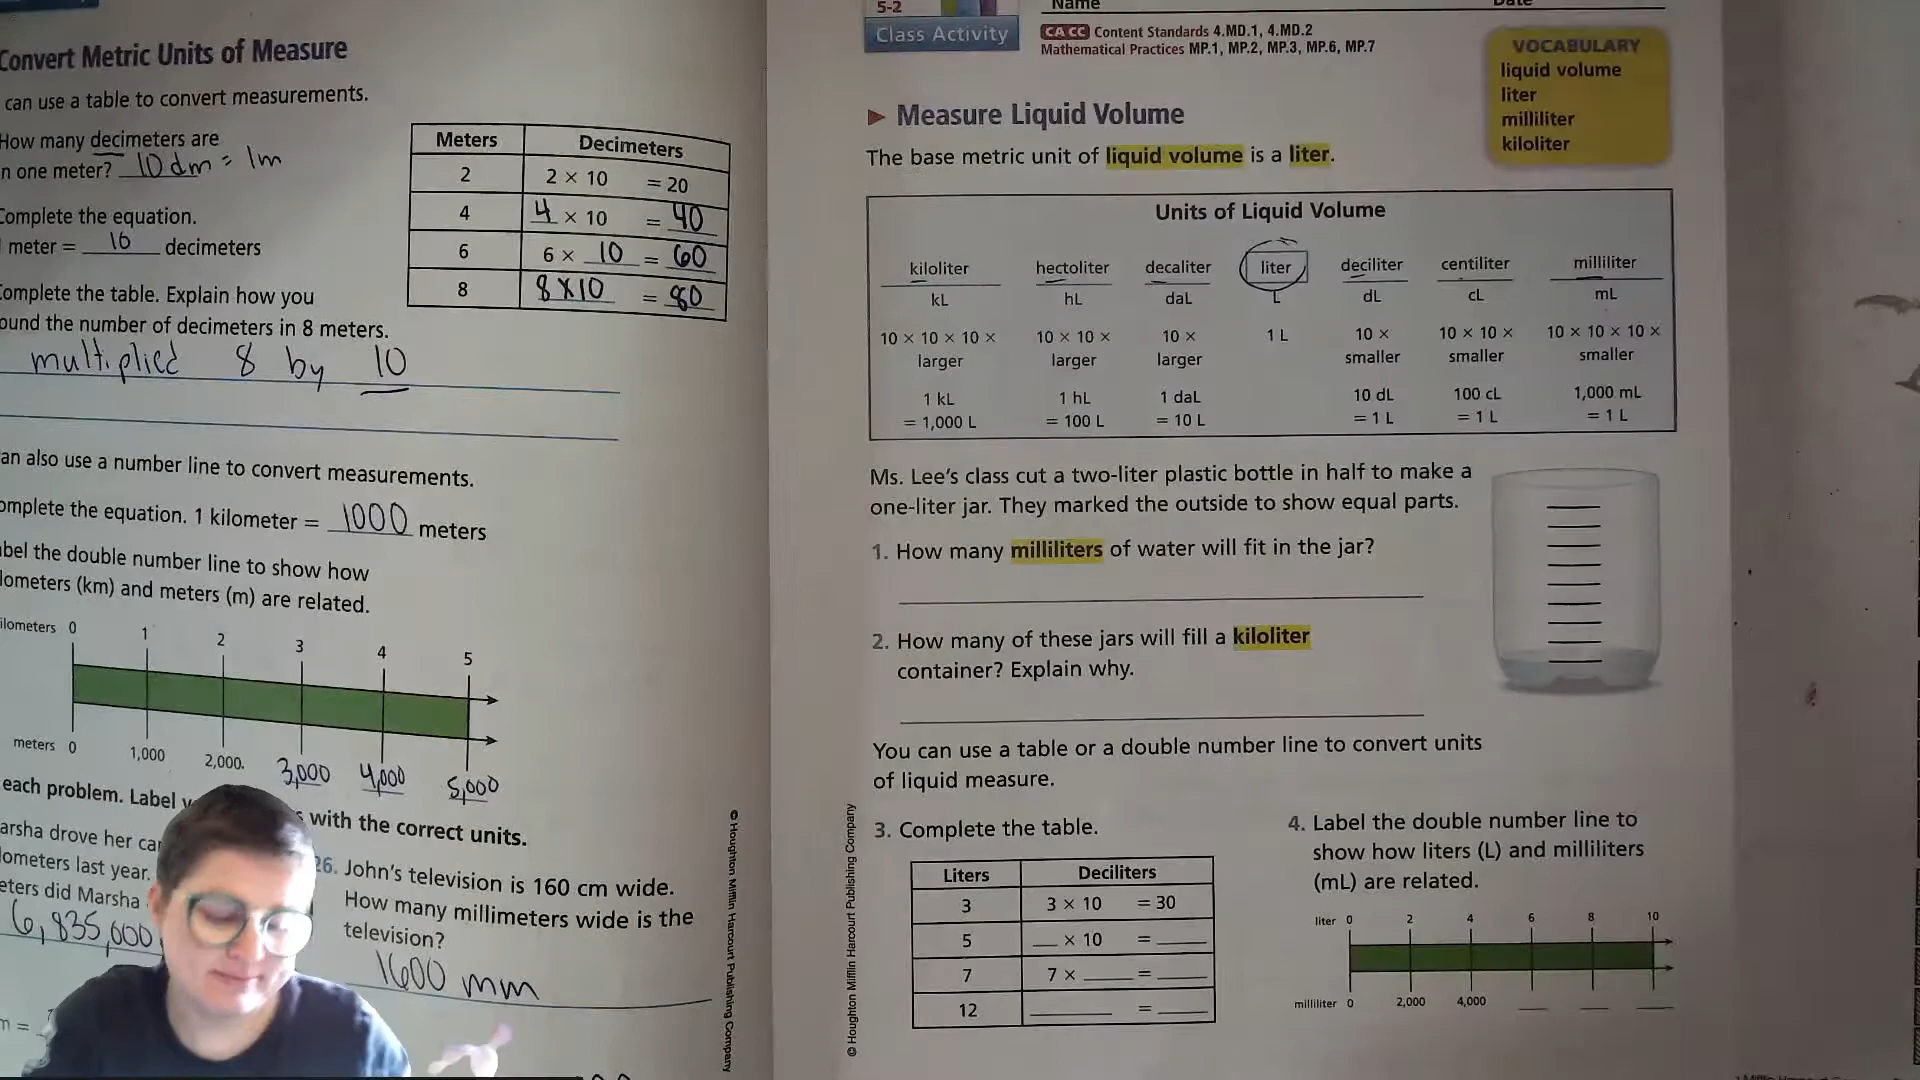 Convert Metric Units of Measure
can use a table to convert measurements.
How many decimeters are
n one meter? 10 dm = 1m
Complete the equation.
meter = 10 decimeters
Complete the table. Explain how you
ound the number of decimeters in 8 meters.
multiplied 8 by 10
Meters Decimeters
2 2 × 10 = 20
4 4 × 10 = 40
6 6 × 10 = 60
8 8 x 10 = 80
an also use a number line to convert measurements.
omplete the equation. 1 kilometer = 1000 meters
abel the double number line to show how
lometers (km) and meters (m) are related.
ilometers 0 1 2 3 4 5
meters 0 1,000 2,000. 3,000 4,000 5,000
each problem. Label
with the correct units.
arsha drove her car
lometers last year.
eters did Marsha
6,835,000
26. John's television is 160 cm wide.
How many millimeters wide is the
television?
1600 mm
m =
© Houghton Mifflin Harcourt Publishing Company
5-2
Class Activity
Name
Date
CA CC Content Standards 4.MD.1, 4.MD.2
Mathematical Practices MP.1, MP.2, MP.3, MP.6, MP.7
VOCABULARY
liquid volume
liter
milliliter
kiloliter
► Measure Liquid Volume
The base metric unit of liquid volume is a liter.
Units of Liquid Volume
kiloliter hectoliter decaliter liter deciliter centiliter milliliter
kL hL daL L dL cL mL
10 × 10 × 10 × 10 × 10 × 10 × 1 L 10 × 10 × 10 × 10 × 10 × 10 ×
larger larger larger smaller smaller smaller
1 kL 1 hL 1 daL 10 dL 100 cL 1,000 mL
= 1,000 L = 100 L = 10 L = 1 L = 1 L = 1 L
Ms. Lee's class cut a two-liter plastic bottle in half to make a
one-liter jar. They marked the outside to show equal parts.
1. How many milliliters of water will fit in the jar?
2. How many of these jars will fill a kiloliter
container? Explain why.
You can use a table or a double number line to convert units
of liquid measure.
3. Complete the table.
Liters Deciliters
3 3 × 10 = 30
5 __ × 10 = ____
7 7 × ____ = ____
12 ______ = ____
4. Label the double number line to
show how liters (L) and milliliters
(mL) are related.
liter 0 2 4 6 8 10
milliliter 0 2,000 4,000
© Houghton Mifflin Harcourt Publishing Company